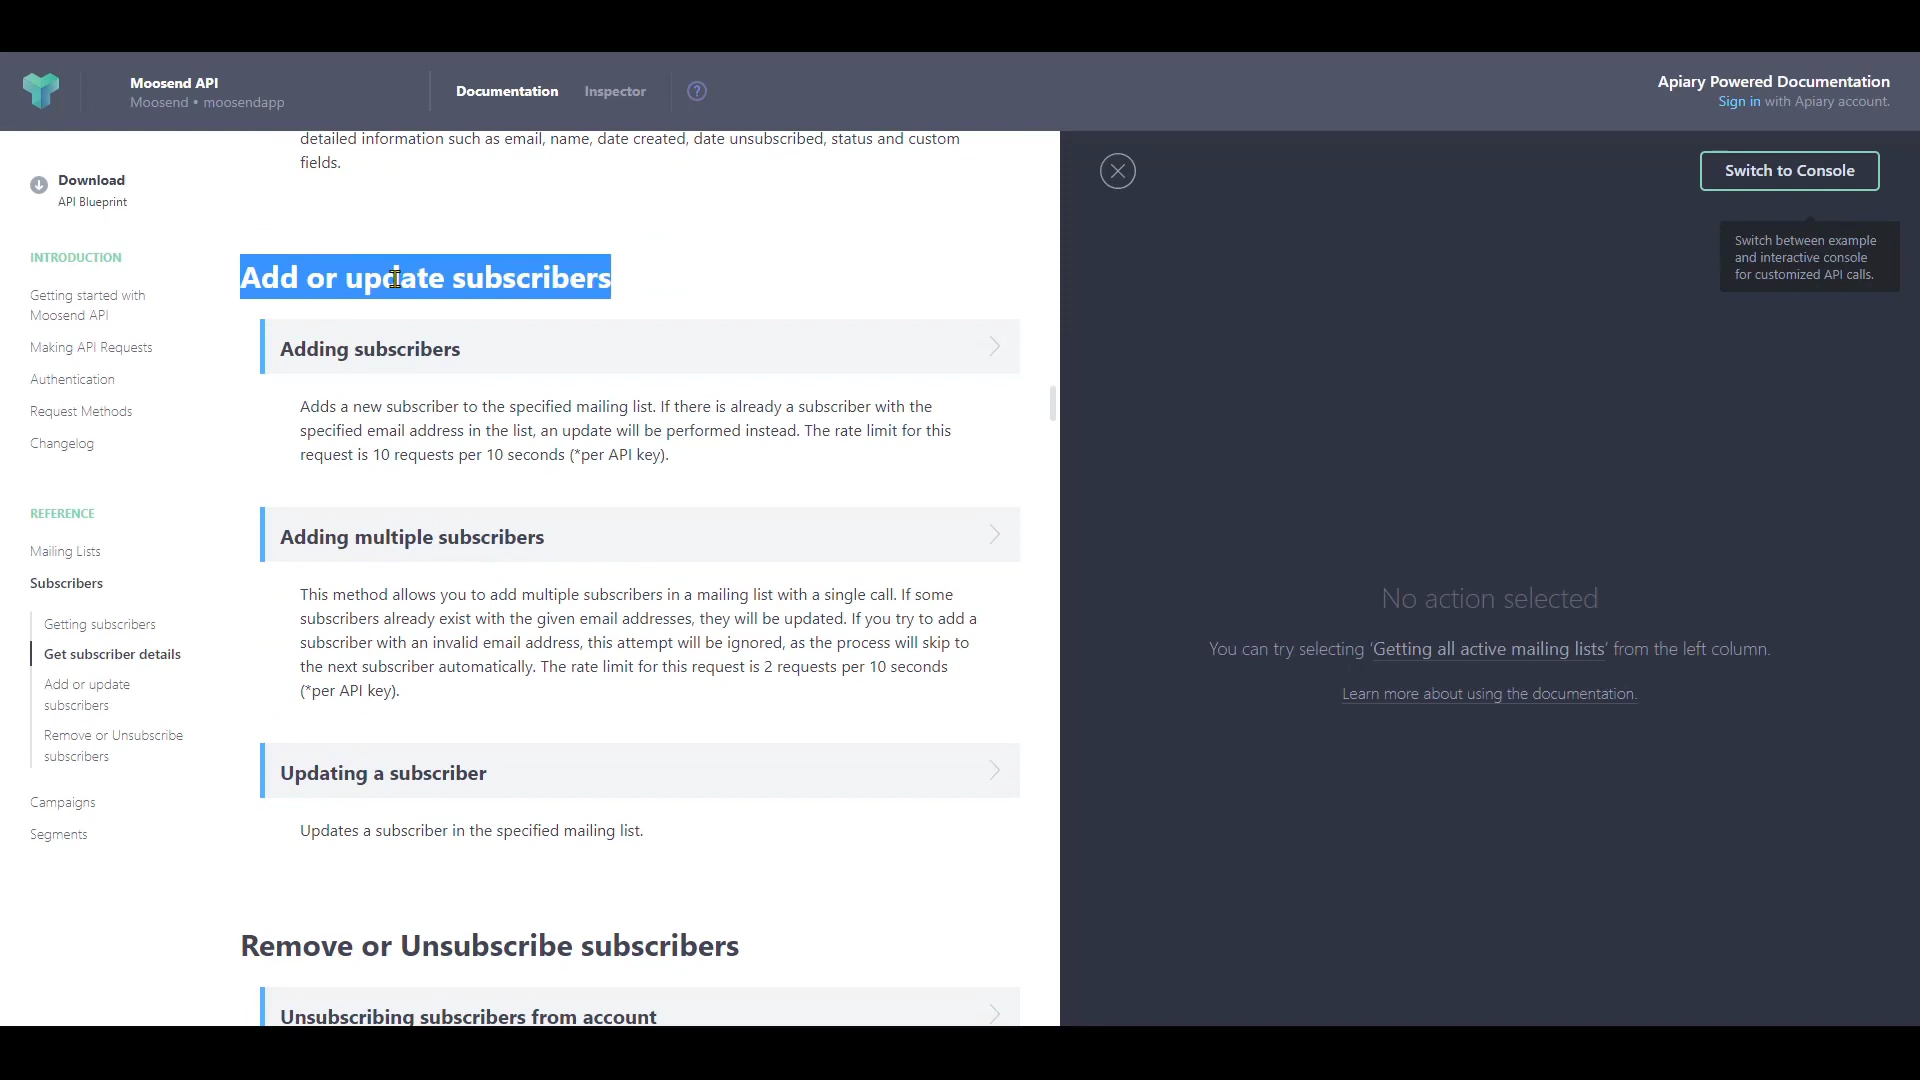 Moosend API
Moosend • moosendapp
Documentation
Inspector
?
Apiary Powered Documentation
Sign in with Apiary account.
Download
API Blueprint
INTRODUCTION
Getting started with
Moosend API
Making API Requests
Authentication
Request Methods
Changelog
REFERENCE
Mailing Lists
Subscribers
Getting subscribers
Get subscriber details
Add or update
subscribers
Remove or Unsubscribe
subscribers
Campaigns
Segments
detailed information such as email, name, date created, date unsubscribed, status and custom
fields.
Add or update subscribers
Adding subscribers
Adds a new subscriber to the specified mailing list. If there is already a subscriber with the
specified email address in the list, an update will be performed instead. The rate limit for this
request is 10 requests per 10 seconds (*per API key).
Adding multiple subscribers
This method allows you to add multiple subscribers in a mailing list with a single call. If some
subscribers already exist with the given email addresses, they will be updated. If you try to add a
subscriber with an invalid email address, this attempt will be ignored, as the process will skip to
the next subscriber automatically. The rate limit for this request is 2 requests per 10 seconds
(*per API key).
Updating a subscriber
Updates a subscriber in the specified mailing list.
Remove or Unsubscribe subscribers
Unsubscribing subscribers from account
Switch to Console
Switch between example
and interactive console
for customized API calls.
No action selected
You can try selecting 'Getting all active mailing lists' from the left column.
Learn more about using the documentation.